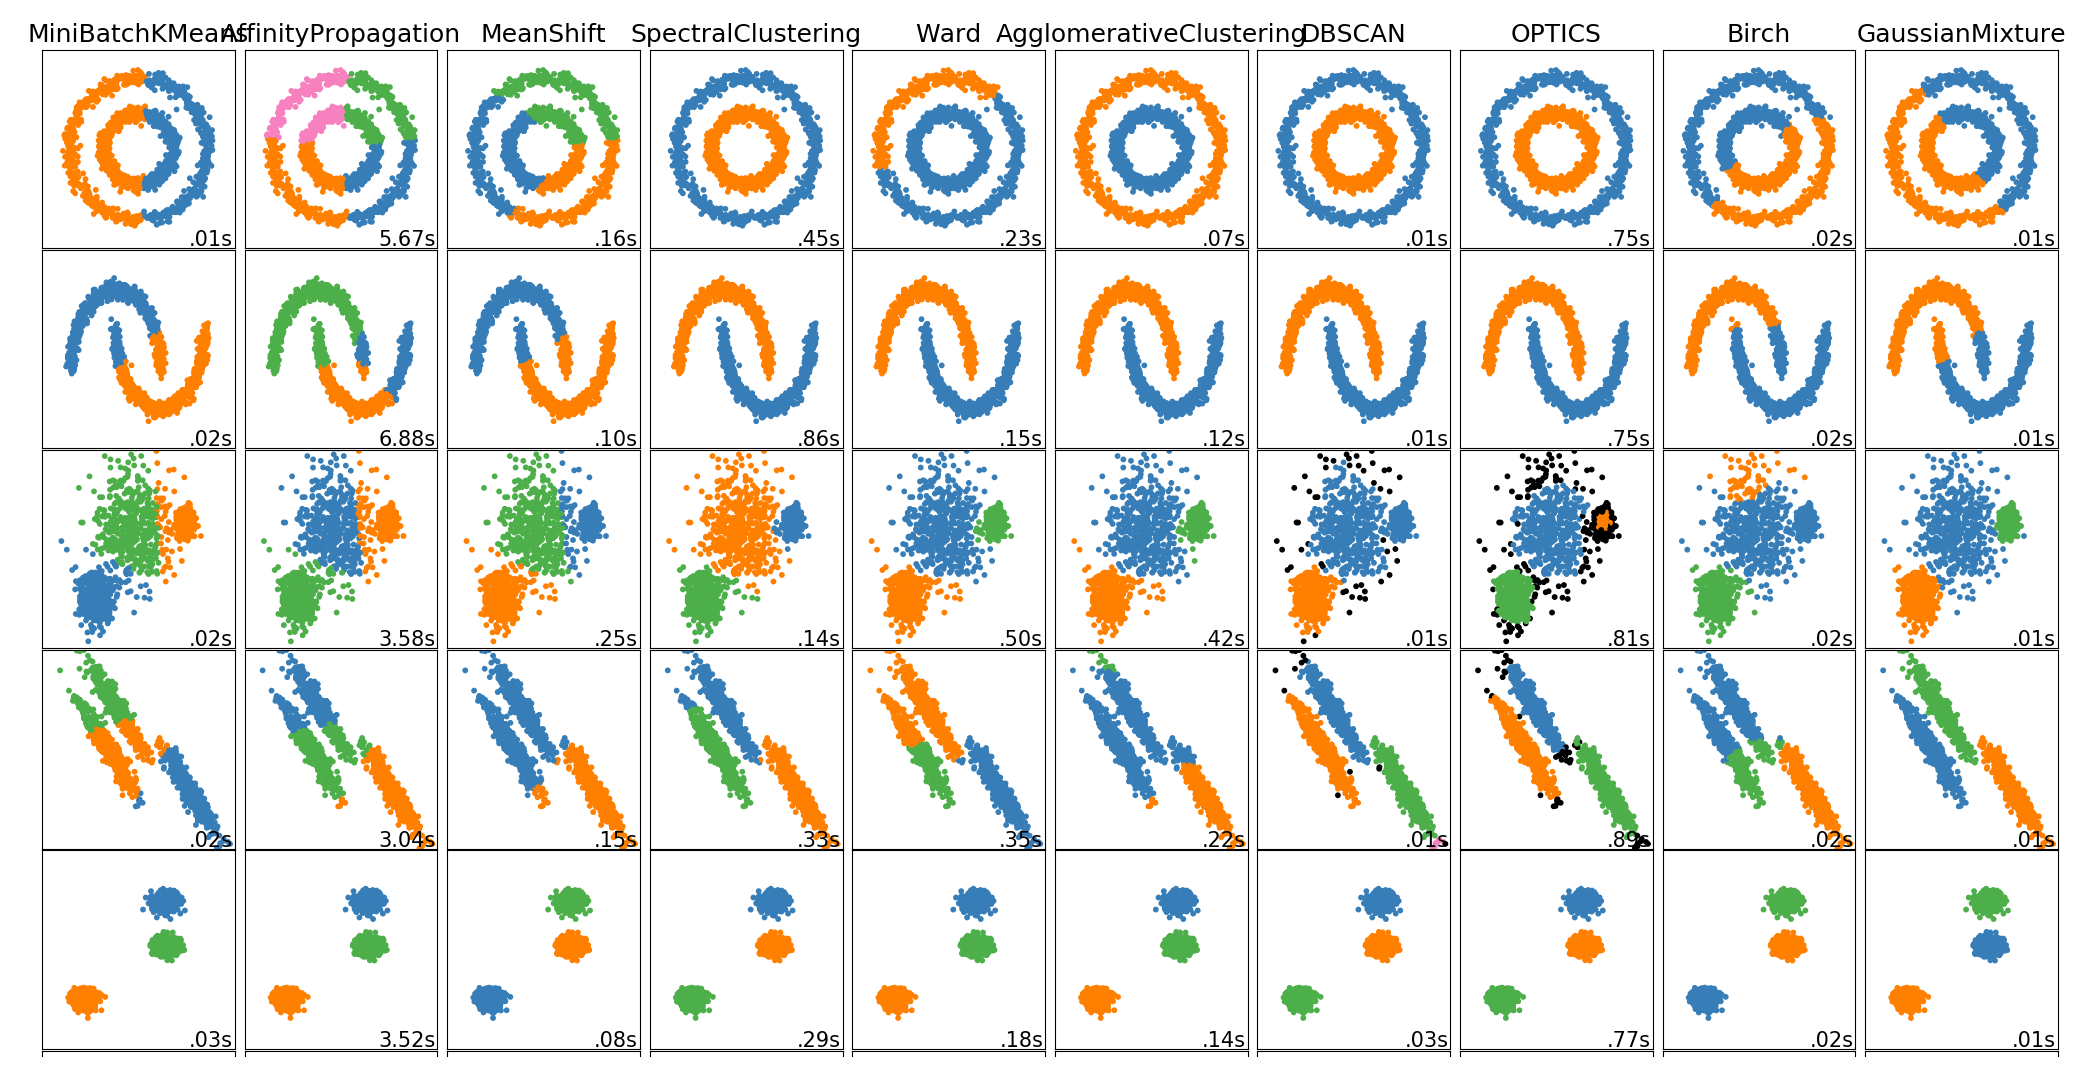 MiniBatchKMeans AffinityPropagation MeanShift SpectralClustering Ward AgglomerativeClustering DBSCAN OPTICS Birch GaussianMixture
.01s 5.67s .16s .45s .23s .07s .01s .75s .02s .01s
.02s 6.88s .10s .86s .15s .12s .01s .75s .02s .01s
.02s 3.58s .25s .14s .50s .42s .01s .81s .02s .01s
.02s 3.04s .15s .33s .35s .22s .01s .89s .02s .01s
.03s 3.52s .08s .29s .18s .14s .03s .77s .02s .01s